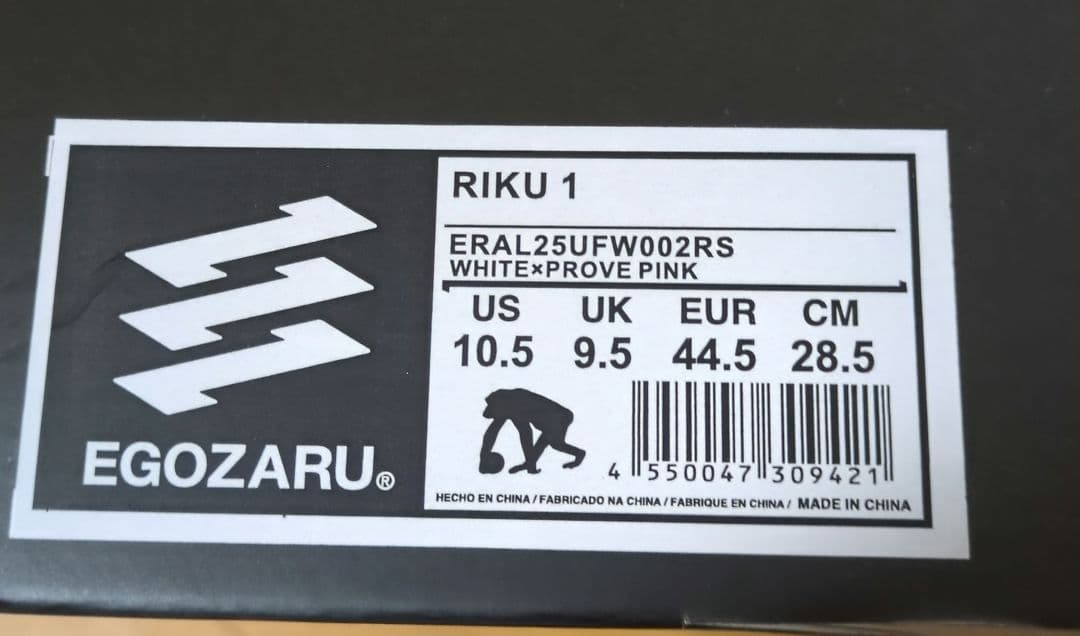 RIKU 1
ERAL25UFW002RS
WHITE×PROVE PINK
US UK EUR CM
10.5 9.5 44.5 28.5
4 550047 309421
EGOZARU®
HECHO EN CHINA / FABRICADO NA CHINA / FABRIQUE EN CHINA / MADE IN CHINA